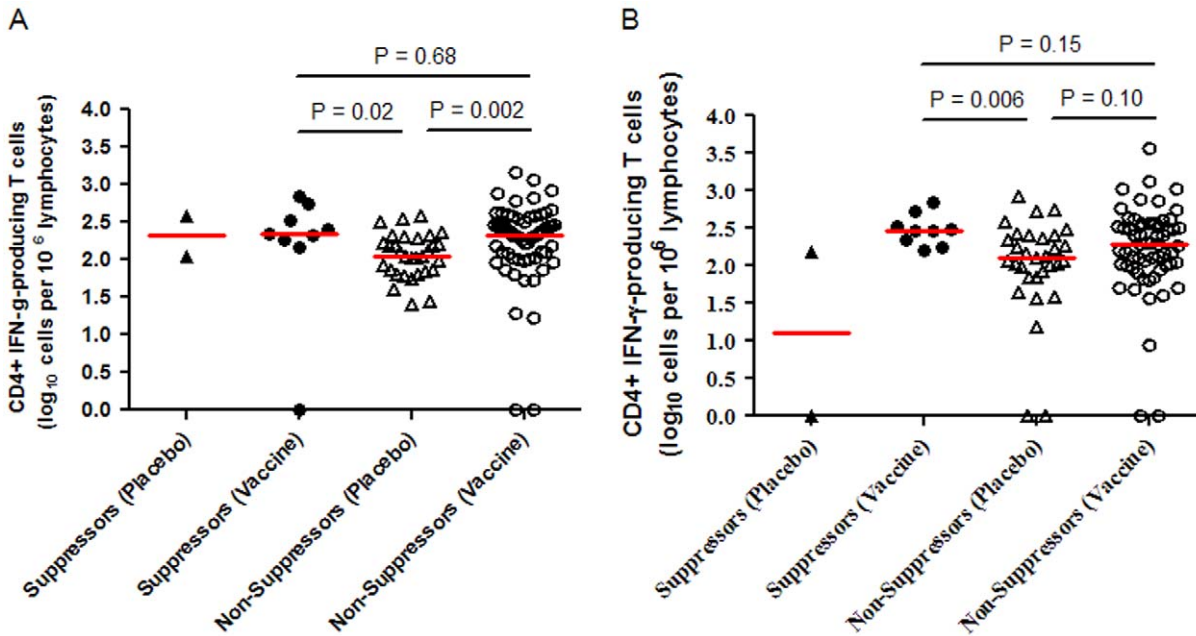 A
P = 0.68
P = 0.02
P = 0.002
CD4+ IFN-g-producing T cells
(log10 cells per 10 6 lymphocytes)
4.0
3.5
3.0
2.5
2.0
1.5
1.0
0.5
0.0
Suppressors (Placebo)
Suppressors (Vaccine)
Non-Suppressors (Placebo)
Non-Suppressors (Vaccine)
B
P = 0.15
P = 0.006
P = 0.10
CD4+ IFN-γ-producing T cells
(log10 cells per 10^6 lymphocytes)
4.0
3.5
3.0
2.5
2.0
1.5
1.0
0.5
0.0
Suppressors (Placebo)
Suppressors (Vaccine)
Non-Suppressors (Placebo)
Non-Suppressors (Vaccine)